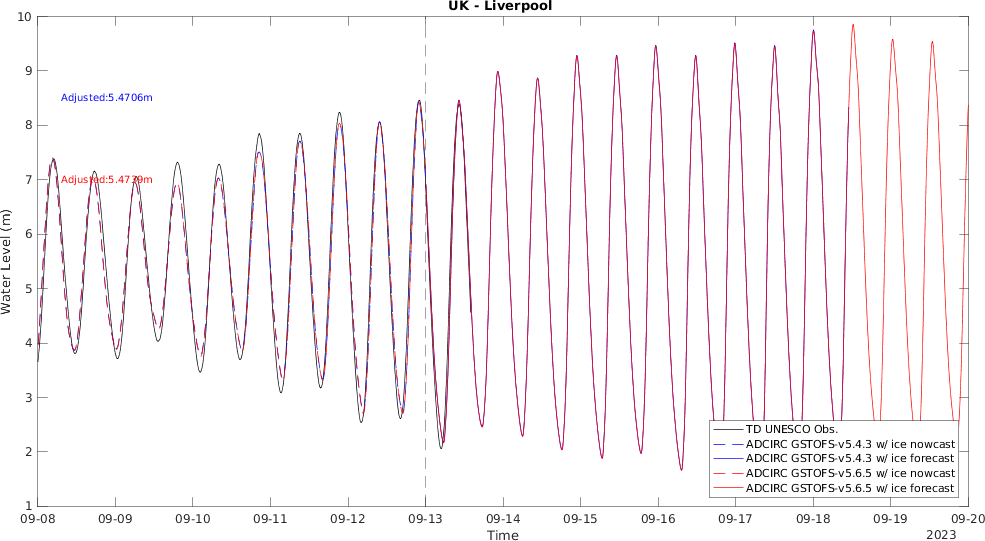 UK - Liverpool
10
9
8
7
6
5
4
3
2
1
Water Level (m)
Adjusted:5.4706m
Adjusted:5.4730m
TD UNESCO Obs.
ADCIRC GSTOFS-v5.4.3 w/ ice nowcast
ADCIRC GSTOFS-v5.4.3 w/ ice forecast
ADCIRC GSTOFS-v5.6.5 w/ ice nowcast
ADCIRC GSTOFS-v5.6.5 w/ ice forecast
09-08 09-09 09-10 09-11 09-12 09-13 09-14 09-15 09-16 09-17 09-18 09-19 09-20
Time
2023